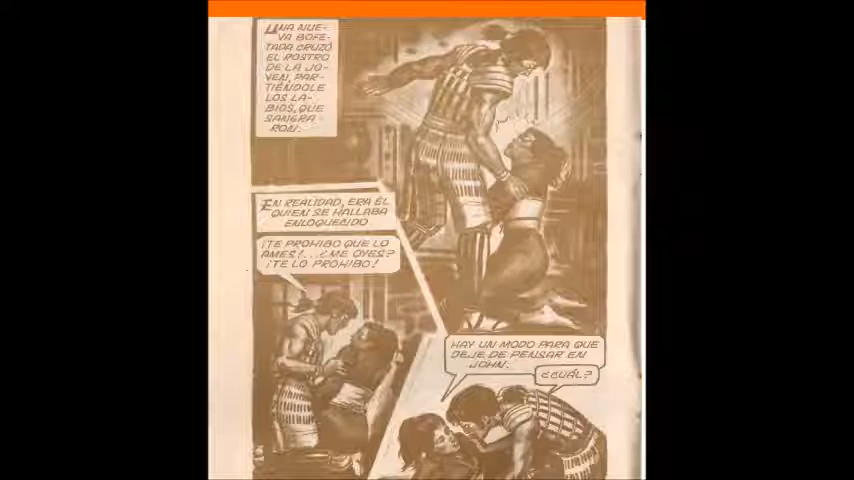 UNA NUE-
VA BOFE-
TADA CRUZÓ
EL ROSTRO
DE LA JO-
VEN, PAR-
TIÉNDOLE
LOS LA-
BIOS, QUE
SANGRA-
RON.
EN REALIDAD, ERA ÉL
QUIEN SE HALLABA
ENLOQUECIDO
¡TE PROHIBO QUE LO
AMES!...¿ME OYES?
¡TE LO PROHIBO!
HAY UN MODO PARA QUE
DEJE DE PENSAR EN
JOHN.
¿CUÁL?